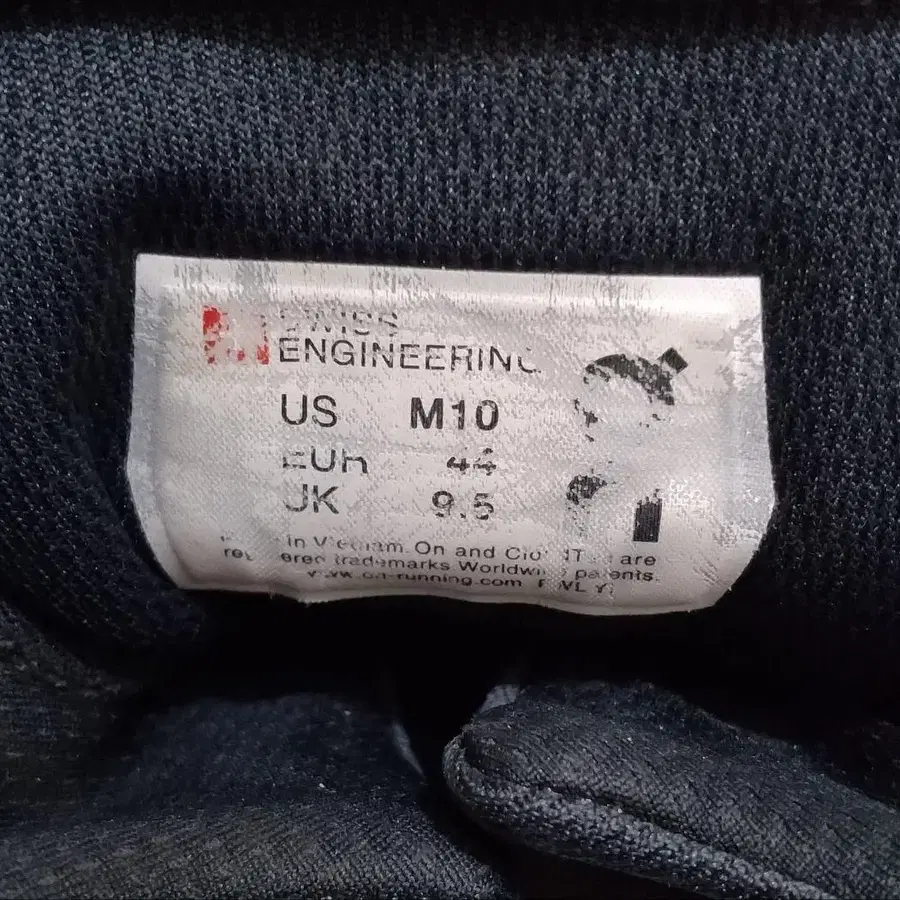 SWISS
ENGINEERING
US M10
EUR 44
UK 9.5
in Vietnam. On and are
registered trademarks Worldwide patents.
www.on-running.com